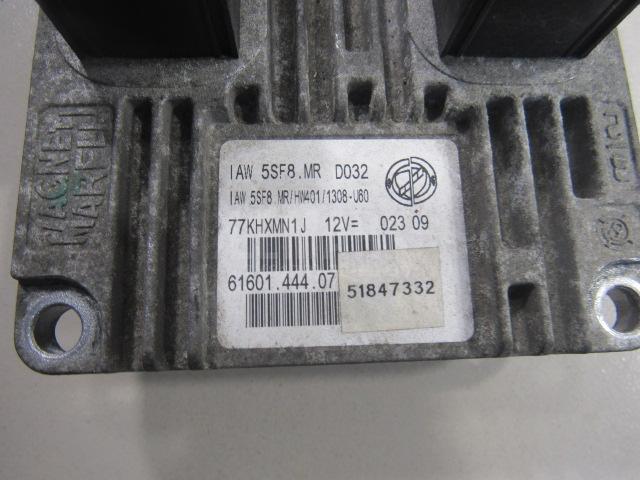 MAGNETI
MARELLI
IAW 5SF8.MR D032
IAW 5SF8.MR/HW401/1308-U60
77KHXMN1J 12V= 023 09
61601.444.07
51847332